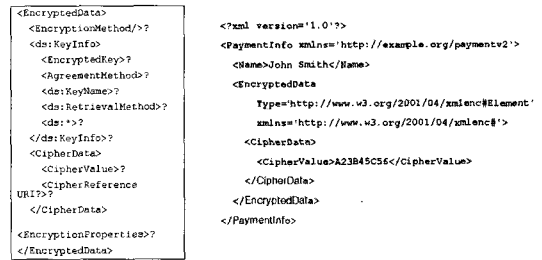 <EncryptedData>
<EncryptionMethod/>?
<ds:KeyInfo>
<EncryptedKey>?
<AgreementMethod>?
<ds:KeyName>?
<ds:RetrievalMethod>?
<ds:*>?
</ds:KeyInfo>?
<CipherData>
<CipherValue>?
<CipherReference
URI?>?
</CipherData>
<EncryptionProperties>?
</EncryptedData>
<?xml version='1.0'?>
<PaymentInfo xmlns='http://example.org/paymentv2'>
<Name>John Smith</Name>
<EncryptedData
Type='http://www.w3.org/2001/04/xmlenc#Element'
xmlns='http://www.w3.org/2001/04/xmlenc#'>
<CipherData>
<CipherValue>A23B45C56</CipherValue>
</CipherData>
</EncryptedData>
</PaymentInfo>